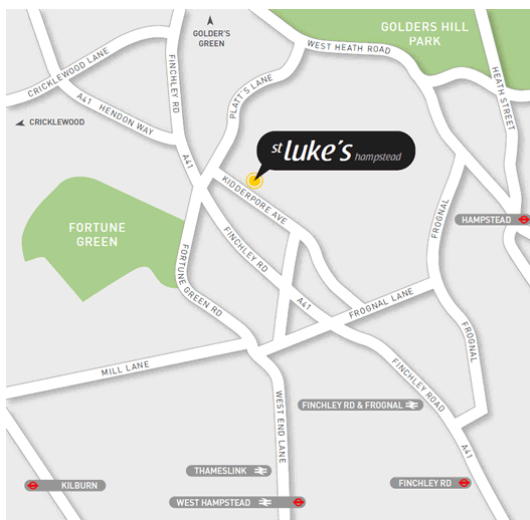 GOLDER'S
GREEN
GOLDERS HILL
PARK
WEST HEATH ROAD
CRICKLEWOOD LANE
FINCHLEY RD
PLATT'S LANE
HEATH STREET
A41
HENDON WAY
CRICKLEWOOD
A41
st luke's hampstead
KIDDERPORE AVE
FROGNAL
HAMPSTEAD
FORTUNE
GREEN
FORTUNE GREEN RD
FINCHLEY RD
A41
FROGNAL LANE
FROGNAL
MILL LANE
FINCHLEY ROAD
A41
WEST END LANE
FINCHLEY RD & FROGNAL
THAMESLINK
KILBURN
WEST HAMPSTEAD
FINCHLEY RD